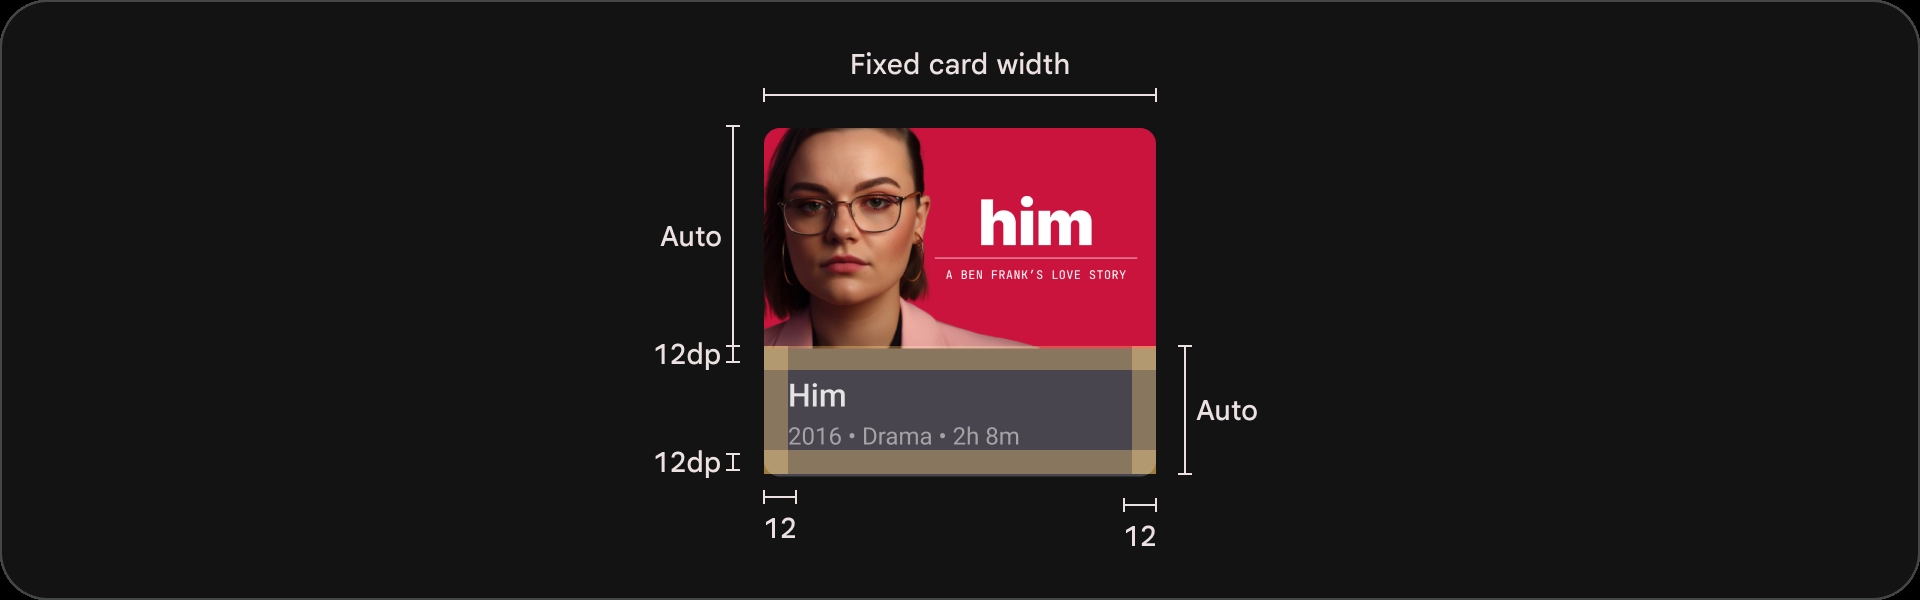 Fixed card width
Auto
him
A BEN FRANK’S LOVE STORY
12dp
Him
2016 • Drama • 2h 8m
Auto
12dp
12
12